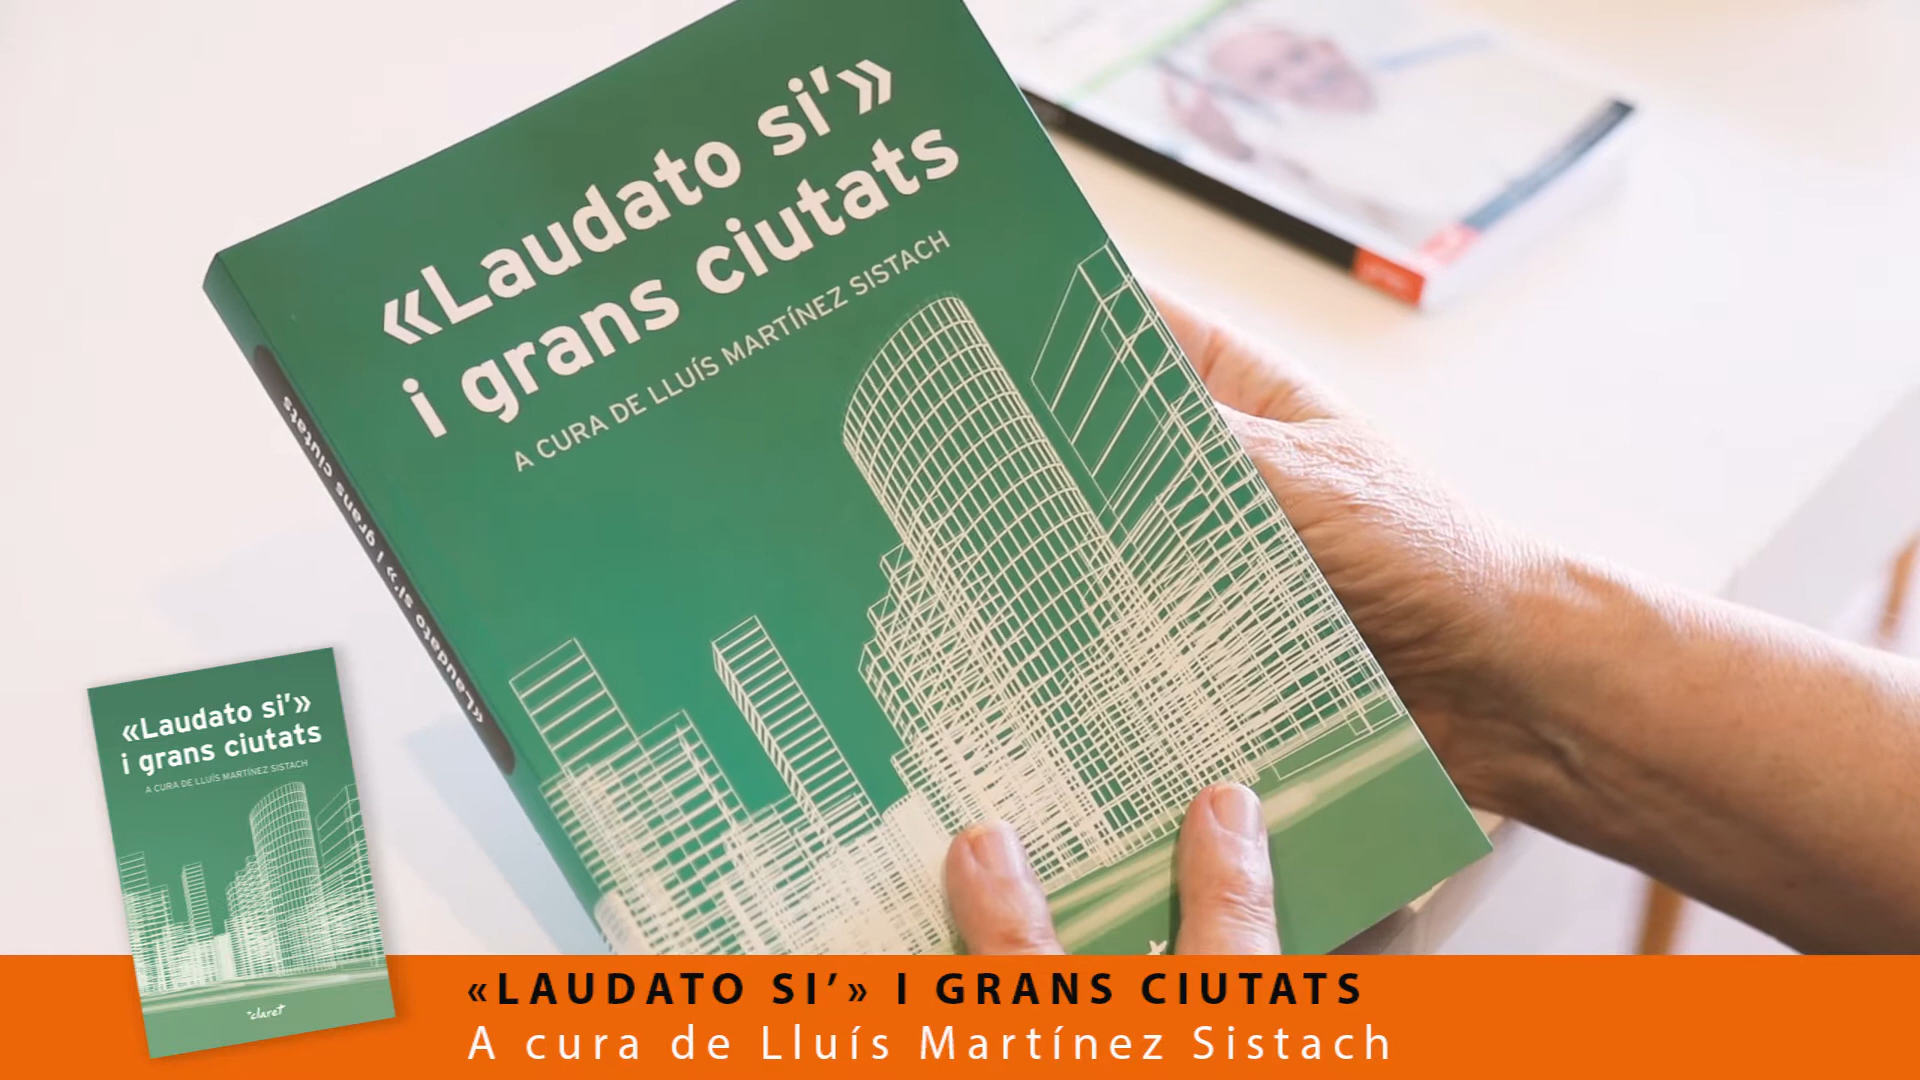 «Laudato si’»
i grans ciutats
A CURA DE LLUÍS MARTÍNEZ SISTACH
«Laudato si’» i grans ciutats
«Laudato si’»
i grans ciutats
A CURA DE LLUÍS MARTÍNEZ SISTACH
claret
«LAUDATO SI’» I GRANS CIUTATS
A cura de Lluís Martínez Sistach